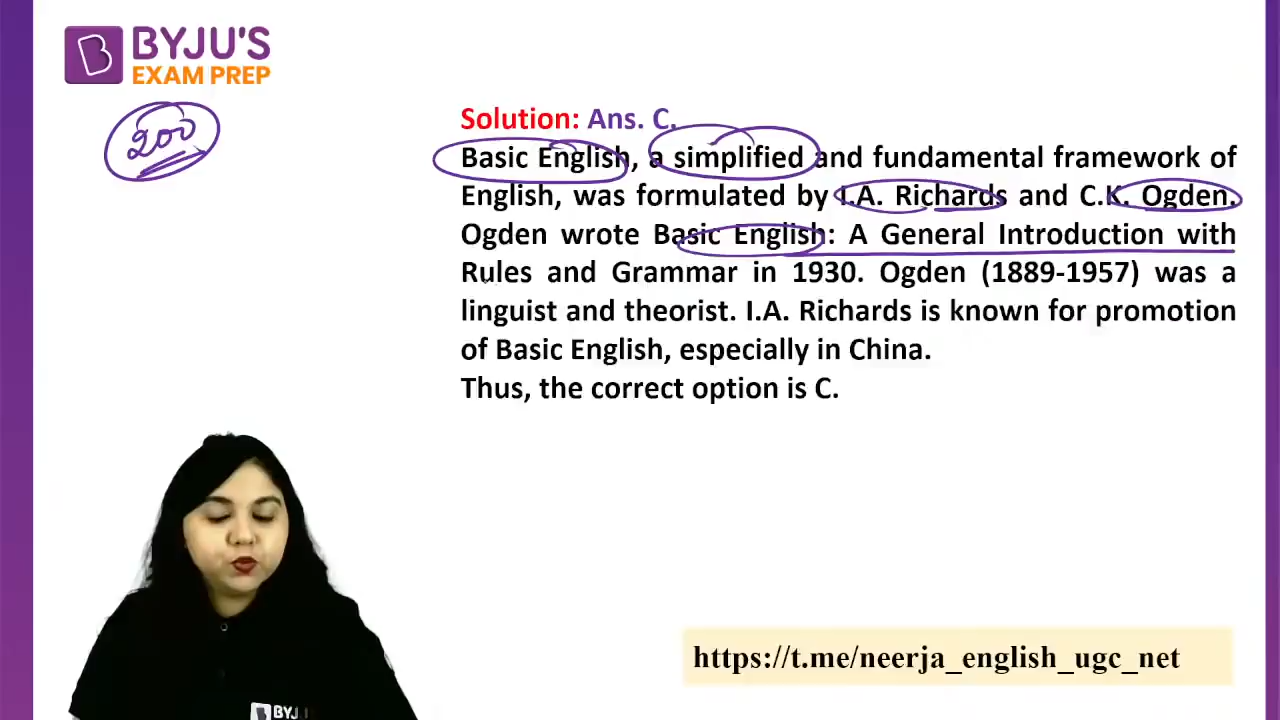 BYJU'S
EXAM PREP
200
Solution: Ans. C.
Basic English, a simplified and fundamental framework of
English, was formulated by I.A. Richards and C.K. Ogden.
Ogden wrote Basic English: A General Introduction with
Rules and Grammar in 1930. Ogden (1889-1957) was a
linguist and theorist. I.A. Richards is known for promotion
of Basic English, especially in China.
Thus, the correct option is C.
https://t.me/neerja_english_ugc_net
BYJU